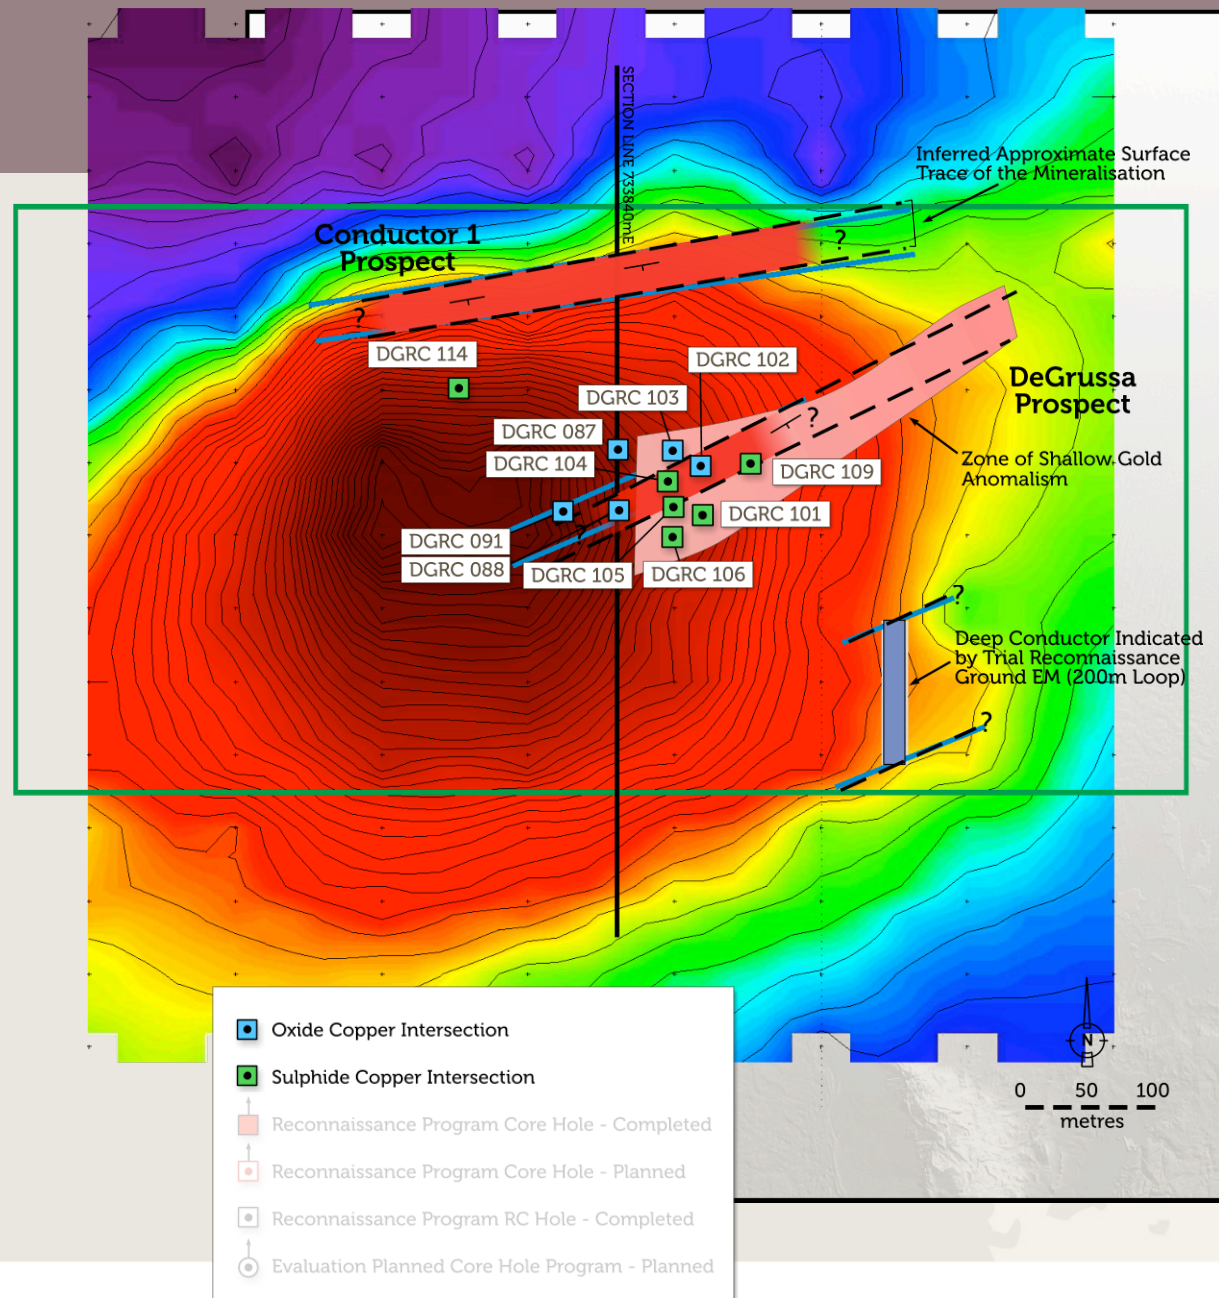 SECTION LINE 733840mE
Inferred Approximate Surface
Trace of the Mineralisation
Conductor 1
Prospect
?
?
DGRC 114
DGRC 102
DGRC 103
DeGrussa
Prospect
?
DGRC 087
DGRC 104
DGRC 109
Zone of Shallow Gold
Anomalism
DGRC 101
?
DGRC 091
DGRC 088
DGRC 105
DGRC 106
?
Deep Conductor Indicated
by Trial Reconnaissance
Ground EM (200m Loop)
?
Oxide Copper Intersection
Sulphide Copper Intersection
Reconnaissance Program Core Hole - Completed
Reconnaissance Program Core Hole - Planned
Reconnaissance Program RC Hole - Completed
Evaluation Planned Core Hole Program - Planned
N
0 50 100
metres